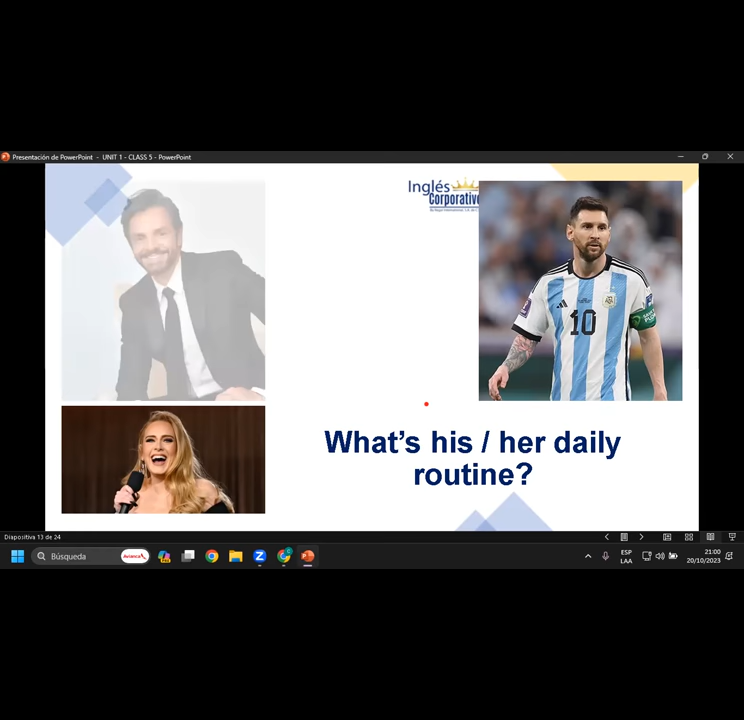 Presentación de PowerPoint - UNIT 1 - CLASS 5 - PowerPoint
Inglés
Corporativo
10
What's his / her daily
routine?
Diapositiva 13 de 24
Búsqueda
Avianca
ESP
LAA
21:00
20/10/2023